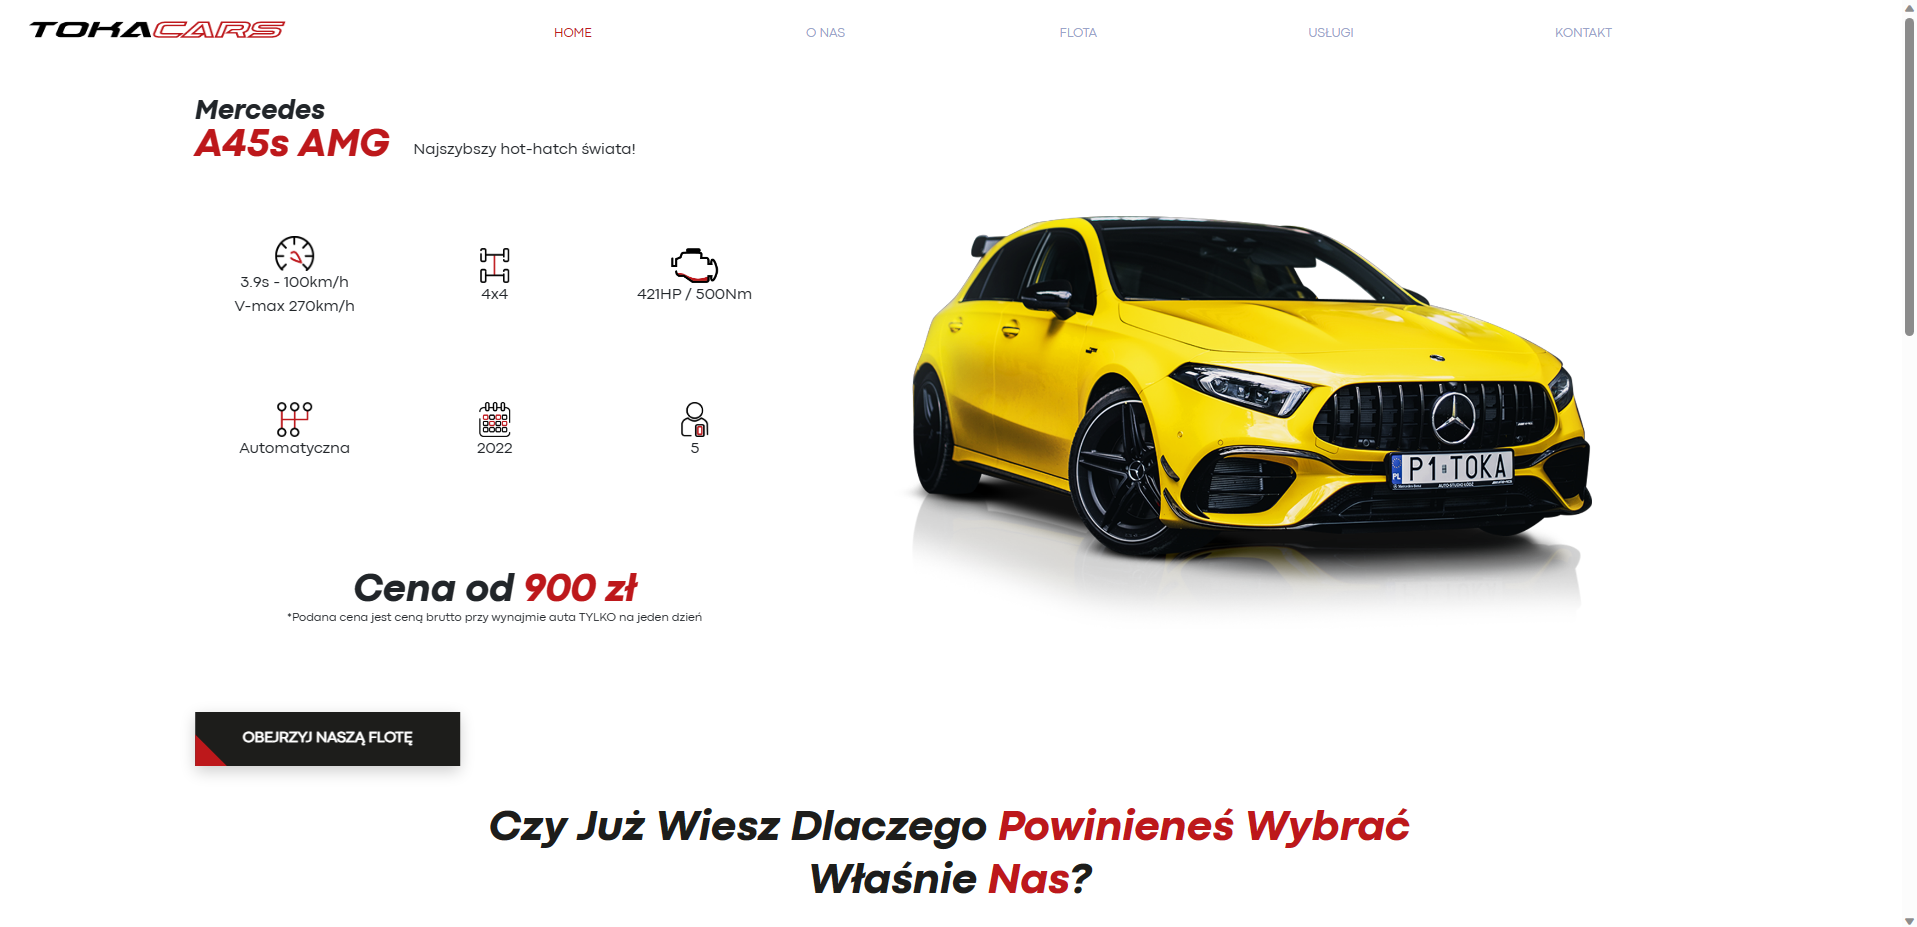 TOKACARS
HOME
O NAS
FLOTA
USŁUGI
KONTAKT
Mercedes
A45s AMG
Najszybszy hot-hatch świata!
3.9s - 100km/h
V-max 270km/h
4x4
421HP / 500Nm
Automatyczna
2022
5
PL
P1 TOKA
Cena od 900 zł
*Podana cena jest ceną brutto przy wynajmie auta TYLKO na jeden dzień
OBEJRZYJ NASZĄ FLOTĘ
Czy Już Wiesz Dlaczego Powinieneś Wybrać
Właśnie Nas?